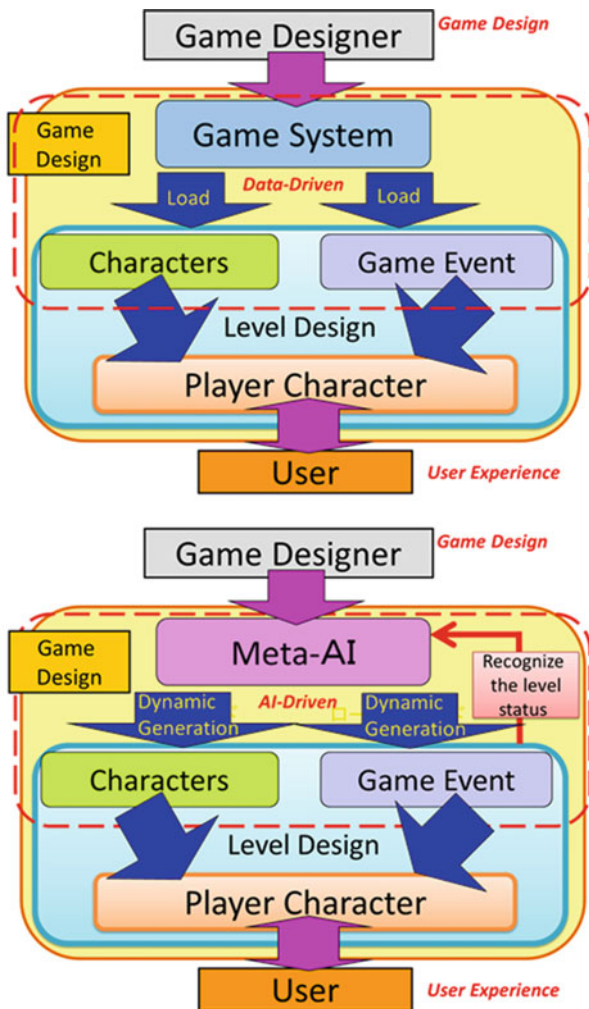 Game Designer
Game Design
Game
Design
Game System
Data-Driven
Load
Load
Characters
Game Event
Level Design
Player Character
User
User Experience
Game Designer
Game Design
Game
Design
Meta-AI
Recognize
the level
status
Dynamic
Generation
AI-Driven
Dynamic
Generation
Characters
Game Event
Level Design
Player Character
User
User Experience